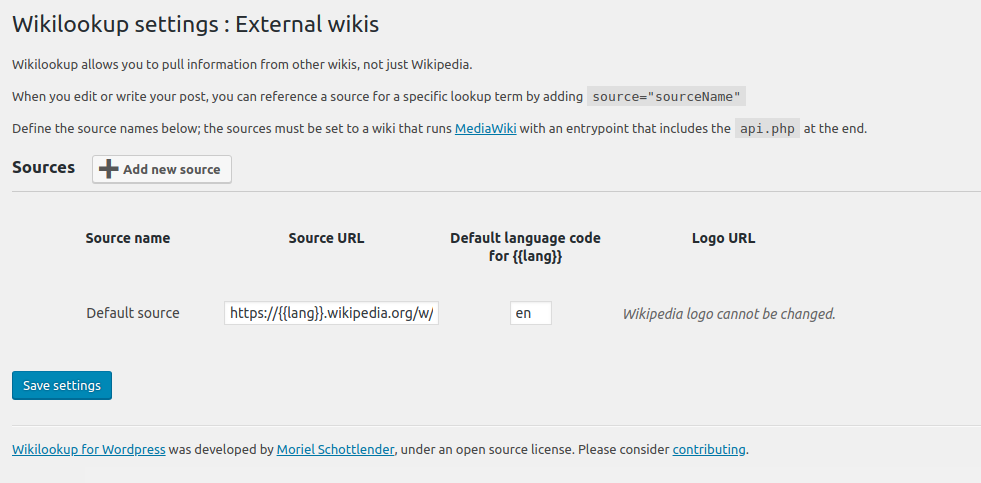 Wikilookup settings : External wikis
Wikilookup allows you to pull information from other wikis, not just Wikipedia.
When you edit or write your post, you can reference a source for a specific lookup term by adding source="sourceName"
Define the source names below; the sources must be set to a wiki that runs MediaWiki with an entrypoint that includes the api.php at the end.
Sources
Add new source
Source name Source URL Default language code Logo URL
for {{lang}}
Default source https://{{lang}}.wikipedia.org/w/ en Wikipedia logo cannot be changed.
Save settings
Wikilookup for Wordpress was developed by Moriel Schottlender, under an open source license. Please consider contributing.